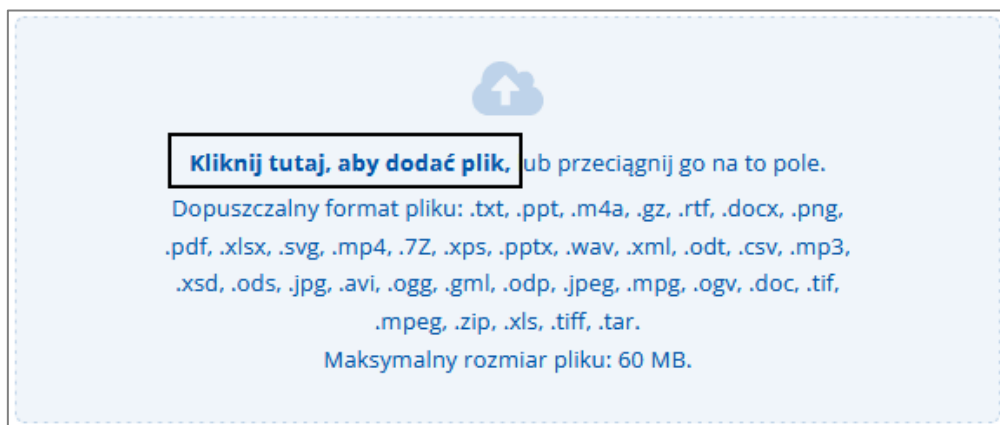 Kliknij tutaj, aby dodać plik, ub przeciągnij go na to pole.
Dopuszczalny format pliku: .txt, .ppt, .m4a, .gz, .rtf, .docx, .png,
.pdf, .xlsx, .svg, .mp4, .7Z, .xps, .pptx, .wav, .xml, .odt, .csv, .mp3,
.xsd, .ods, .jpg, .avi, .ogg, .gml, .odp, .jpeg, .mpg, .ogv, .doc, .tif,
.mpeg, .zip, .xls, .tiff, .tar.
Maksymalny rozmiar pliku: 60 MB.